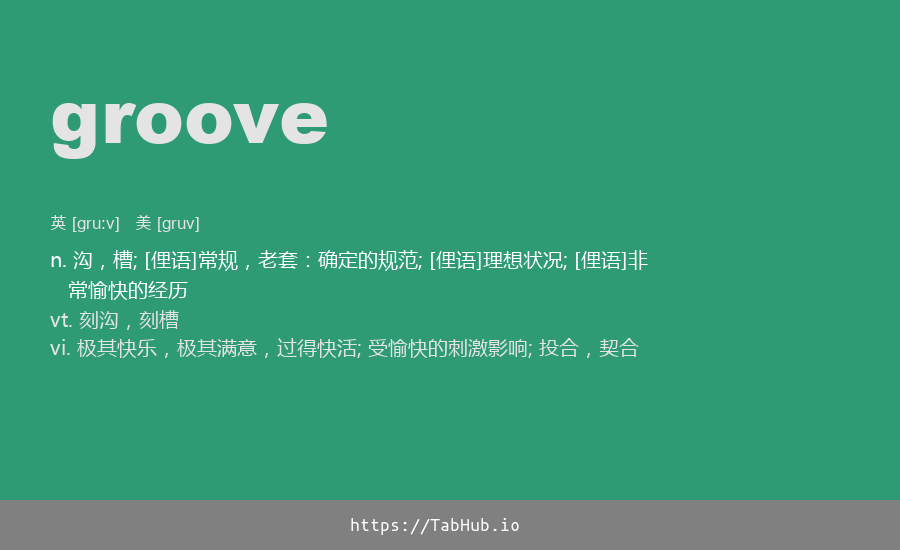 groove
英 [gruːv] 美 [gruv]
n. 沟，槽; [俚语]常规，老套：确定的规范; [俚语]理想状况; [俚语]非
常愉快的经历
vt. 刻沟，刻槽
vi. 极其快乐，极其满意，过得快活; 受愉快的刺激影响; 投合，契合
https://TabHub.io